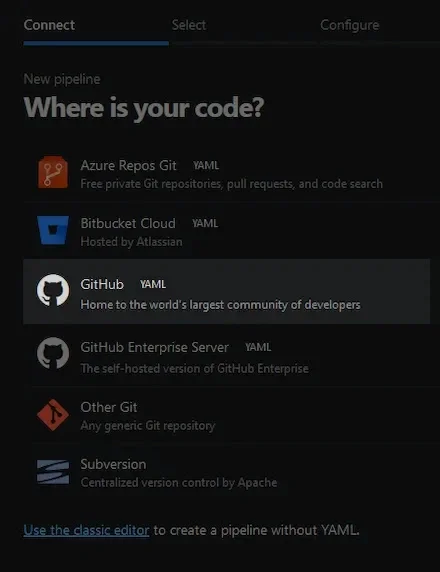 Connect Select Configure
New pipeline
Where is your code?
Azure Repos Git YAML
Free private Git repositories, pull requests, and code search
Bitbucket Cloud YAML
Hosted by Atlassian
GitHub YAML
Home to the world's largest community of developers
GitHub Enterprise Server YAML
The self-hosted version of GitHub Enterprise
Other Git
Any generic Git repository
Subversion
Centralized version control by Apache
Use the classic editor to create a pipeline without YAML.